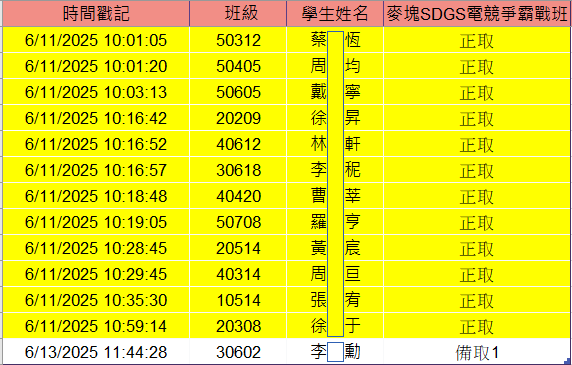 時間戳記 班級 學生姓名 麥塊SDGS電競爭霸戰班
6/11/2025 10:01:05 50312 蔡 恆 正取
6/11/2025 10:01:20 50405 周 均 正取
6/11/2025 10:03:13 50605 戴 寧 正取
6/11/2025 10:16:42 20209 徐 昇 正取
6/11/2025 10:16:52 40612 林 軒 正取
6/11/2025 10:16:57 30618 李 秜 正取
6/11/2025 10:18:48 40420 曹 莘 正取
6/11/2025 10:19:05 50708 羅 亨 正取
6/11/2025 10:28:45 20514 黃 宸 正取
6/11/2025 10:29:45 40314 周 亘 正取
6/11/2025 10:35:30 10514 張 宥 正取
6/11/2025 10:59:14 20308 徐 于 正取
6/13/2025 11:44:28 30602 李 勳 備取1